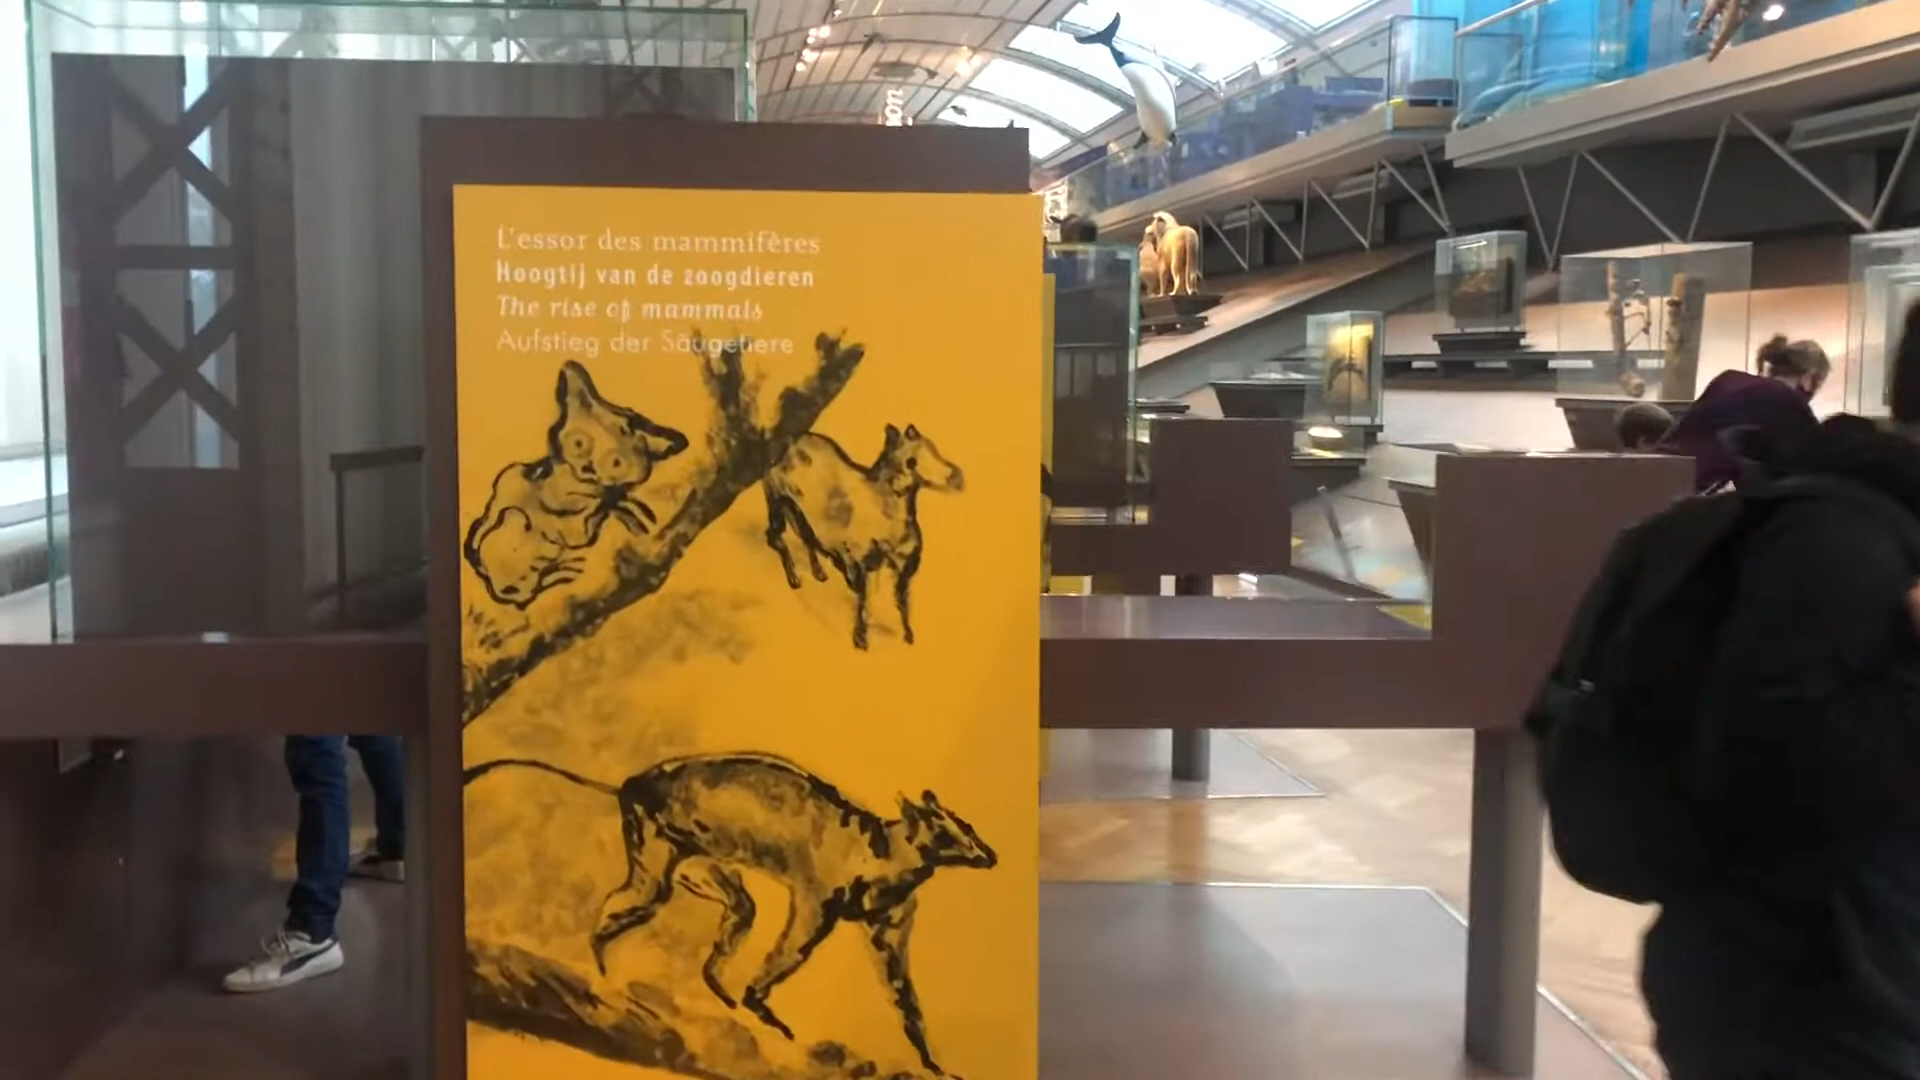 L'essor des mammifères
Hoogtij van de zoogdieren
The rise of mammals
Aufstieg der Säugetiere